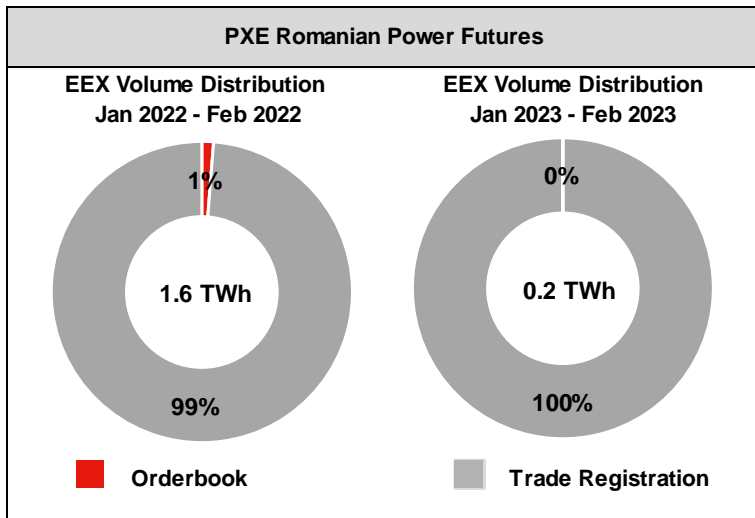 PXE Romanian Power Futures
EEX Volume Distribution
Jan 2022 - Feb 2022
1%
1.6 TWh
99%
EEX Volume Distribution
Jan 2023 - Feb 2023
0%
0.2 TWh
100%
Orderbook
Trade Registration